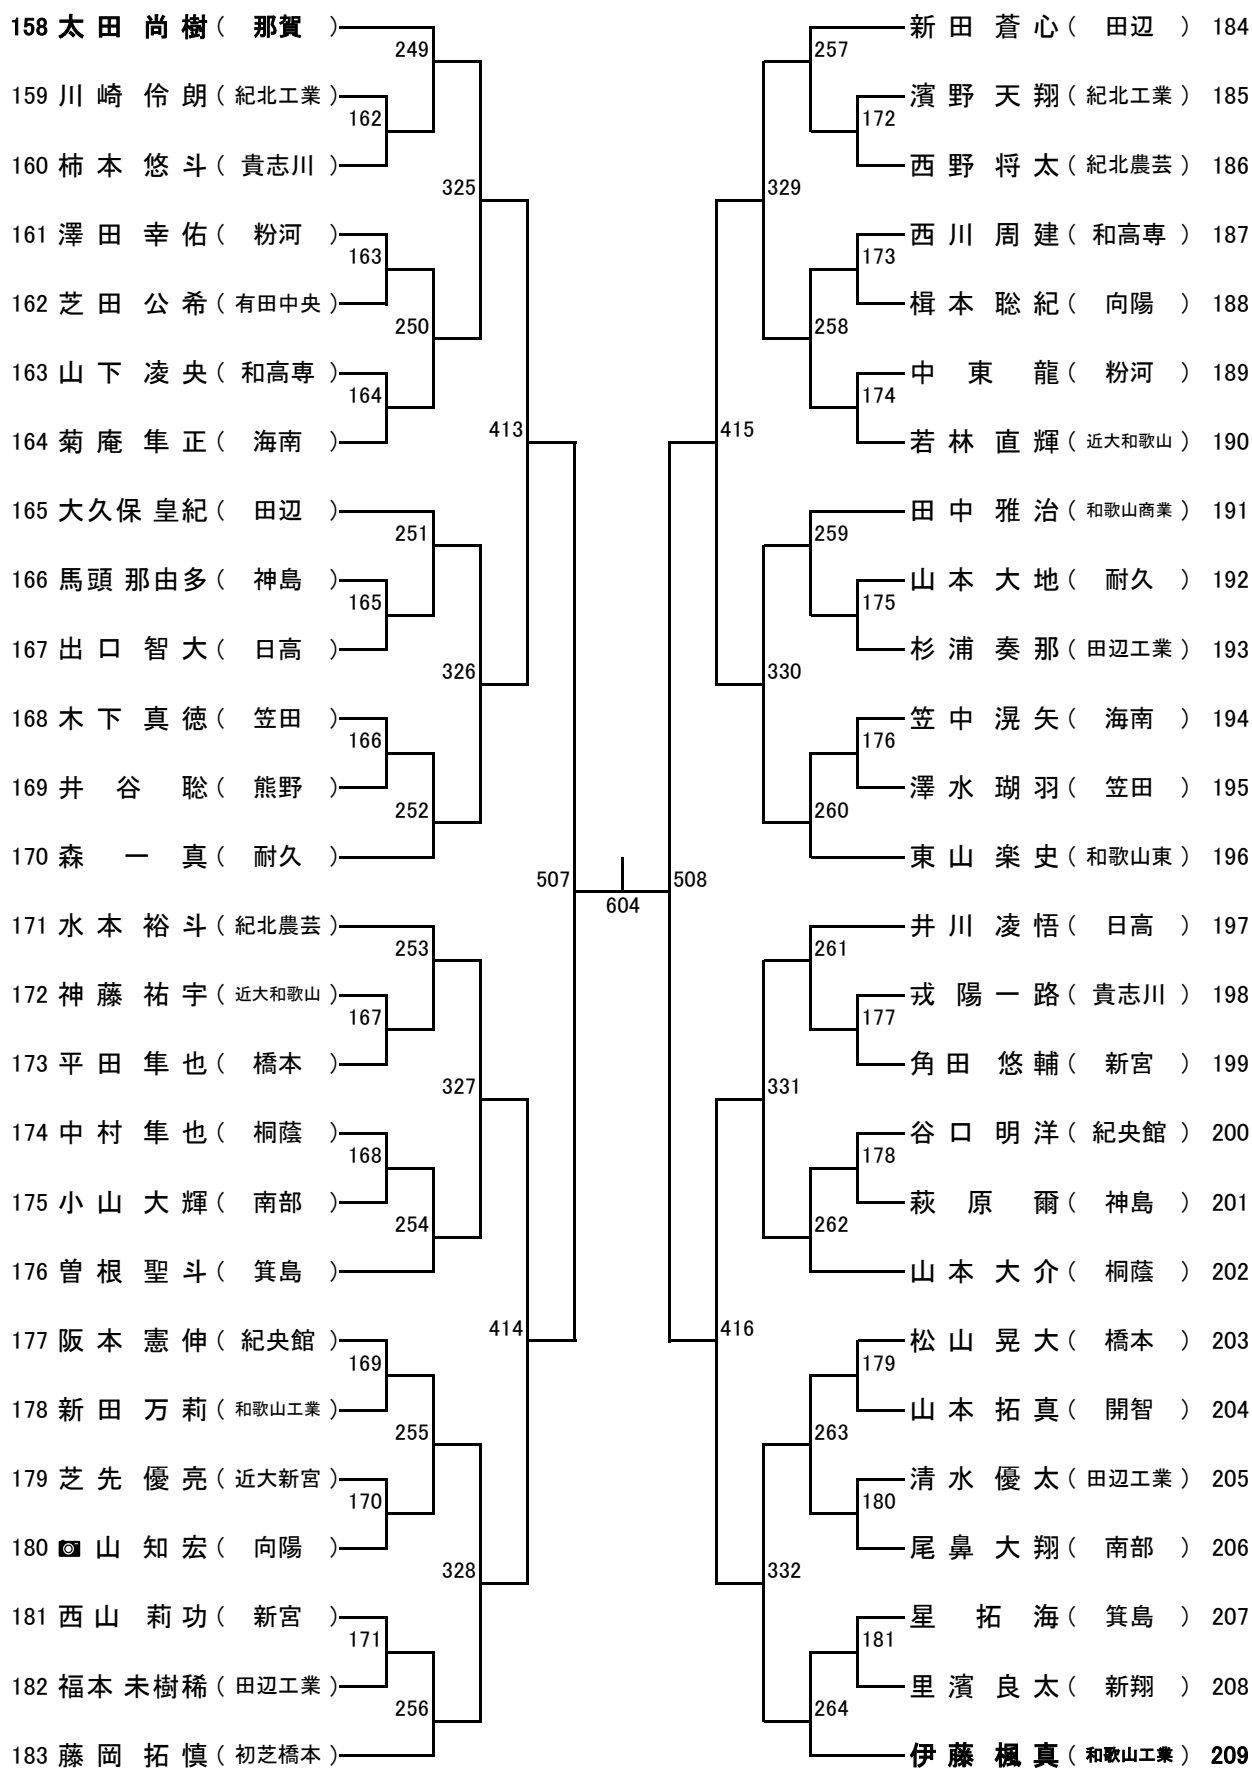 158 太田 尚樹（ 那賀 ）
249
159 川崎 伶朗（紀北工業）
162
160 柿本 悠斗（ 貴志川 ）
325
161 澤田 幸佑（ 粉河 ）
163
162 芝田 公希（有田中央）
250
163 山下 凌央（ 和高専 ）
164
164 菊庵 隼正（ 海南 ）
413
165 大久保 皇紀（ 田辺 ）
251
166 馬頭 那由多（ 神島 ）
165
167 出口 智大（ 日高 ）
326
168 木下 真徳（ 笠田 ）
166
169 井谷 聡（ 熊野 ）
252
170 森 一真（ 耐久 ）
507
171 水本 裕斗（紀北農芸）
253
172 神藤 祐宇（近大和歌山）
167
173 平田 隼也（ 橋本 ）
327
174 中村 隼也（ 桐蔭 ）
168
175 小山 大輝（ 南部 ）
254
176 曽根 聖斗（ 箕島 ）
414
177 阪本 憲伸（ 紀央館 ）
169
178 新田 万莉（和歌山工業）
255
179 芝先 優亮（近大新宮）
170
180 山 知宏（ 向陽 ）
328
181 西山 莉功（ 新宮 ）
171
182 福本 未樹稀（田辺工業）
256
183 藤岡 拓慎（初芝橋本）
604
新田 蒼心（ 田辺 ） 184
257
濱野 天翔（紀北工業） 185
172
西野 将太（紀北農芸） 186
329
西川 周建（ 和高専 ） 187
173
楫本 聡紀（ 向陽 ） 188
258
中東 龍（ 粉河 ） 189
174
若林 直輝（近大和歌山） 190
415
田中 雅治（和歌山商業） 191
259
山本 大地（ 耐久 ） 192
175
杉浦 奏那（田辺工業） 193
330
笠中 滉矢（ 海南 ） 194
176
澤水 瑚羽（ 笠田 ） 195
260
東山 楽史（和歌山東） 196
508
井川 凌悟（ 日高 ） 197
261
戎 陽一路（ 貴志川 ） 198
177
角田 悠輔（ 新宮 ） 199
331
谷口 明洋（ 紀央館 ） 200
178
萩原 爾（ 神島 ） 201
262
山本 大介（ 桐蔭 ） 202
416
松山 晃大（ 橋本 ） 203
179
山本 拓真（ 開智 ） 204
263
清水 優太（田辺工業） 205
180
尾鼻 大翔（ 南部 ） 206
332
星 拓海（ 箕島 ） 207
181
里濱 良太（ 新翔 ） 208
264
伊藤 楓真（和歌山工業） 209